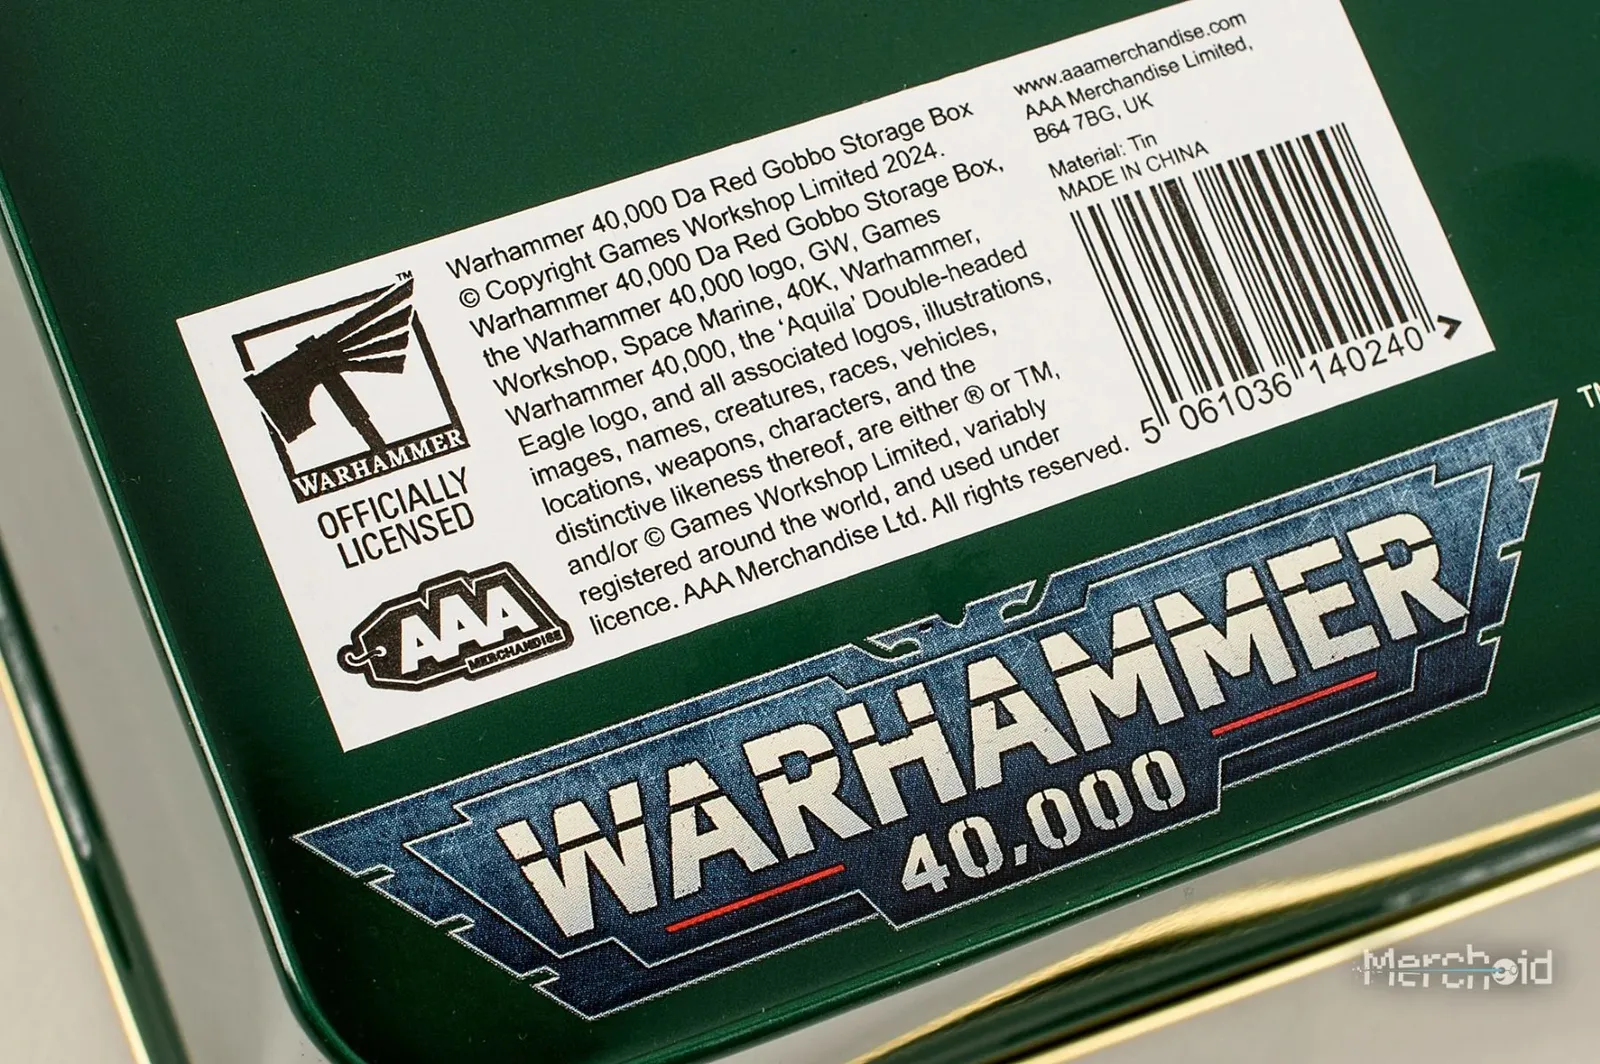 Warhammer 40,000 Da Red Gobbo Storage Box
© Copyright Games Workshop Limited 2024.
Warhammer 40,000 Da Red Gobbo Storage Box,
the Warhammer 40,000 logo, GW, Games
Workshop, Space Marine, 40K, Warhammer,
Warhammer 40,000, the ‘Aquila’ Double-headed
Eagle logo, and all associated logos, illustrations,
images, names, creatures, races, vehicles,
locations, weapons, characters, and the
distinctive likeness thereof, are either ® or TM,
and/or © Games Workshop Limited, variably
registered around the world, and used under
licence. AAA Merchandise Ltd. All rights reserved.
www.aaamerchandise.com
AAA Merchandise Limited,
B64 7BG, UK
Material: Tin
MADE IN CHINA
5 061036 140240 >
TM
WARHAMMER
OFFICIALLY
LICENSED
AAA
MERCHANDISE
TM
WARHAMMER
40,000
Merchoid